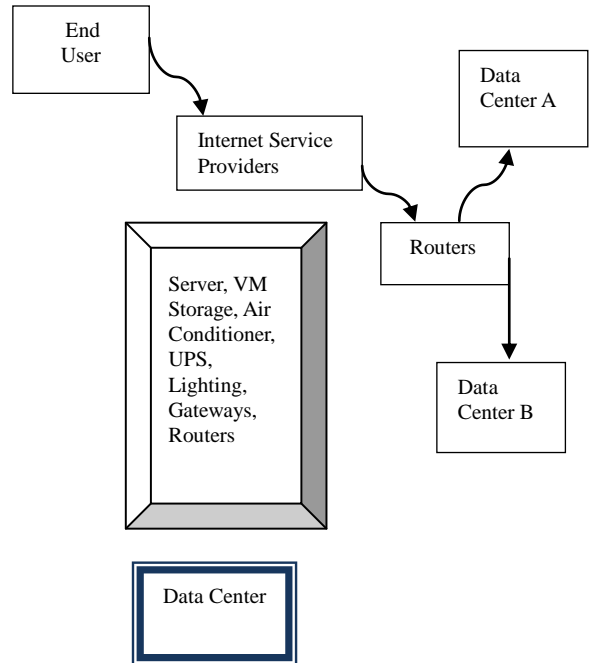 End
User
Data
Center A
Internet Service
Providers
Routers
Server, VM
Storage, Air
Conditioner,
UPS,
Lighting,
Gateways,
Routers
Data
Center B
Data Center